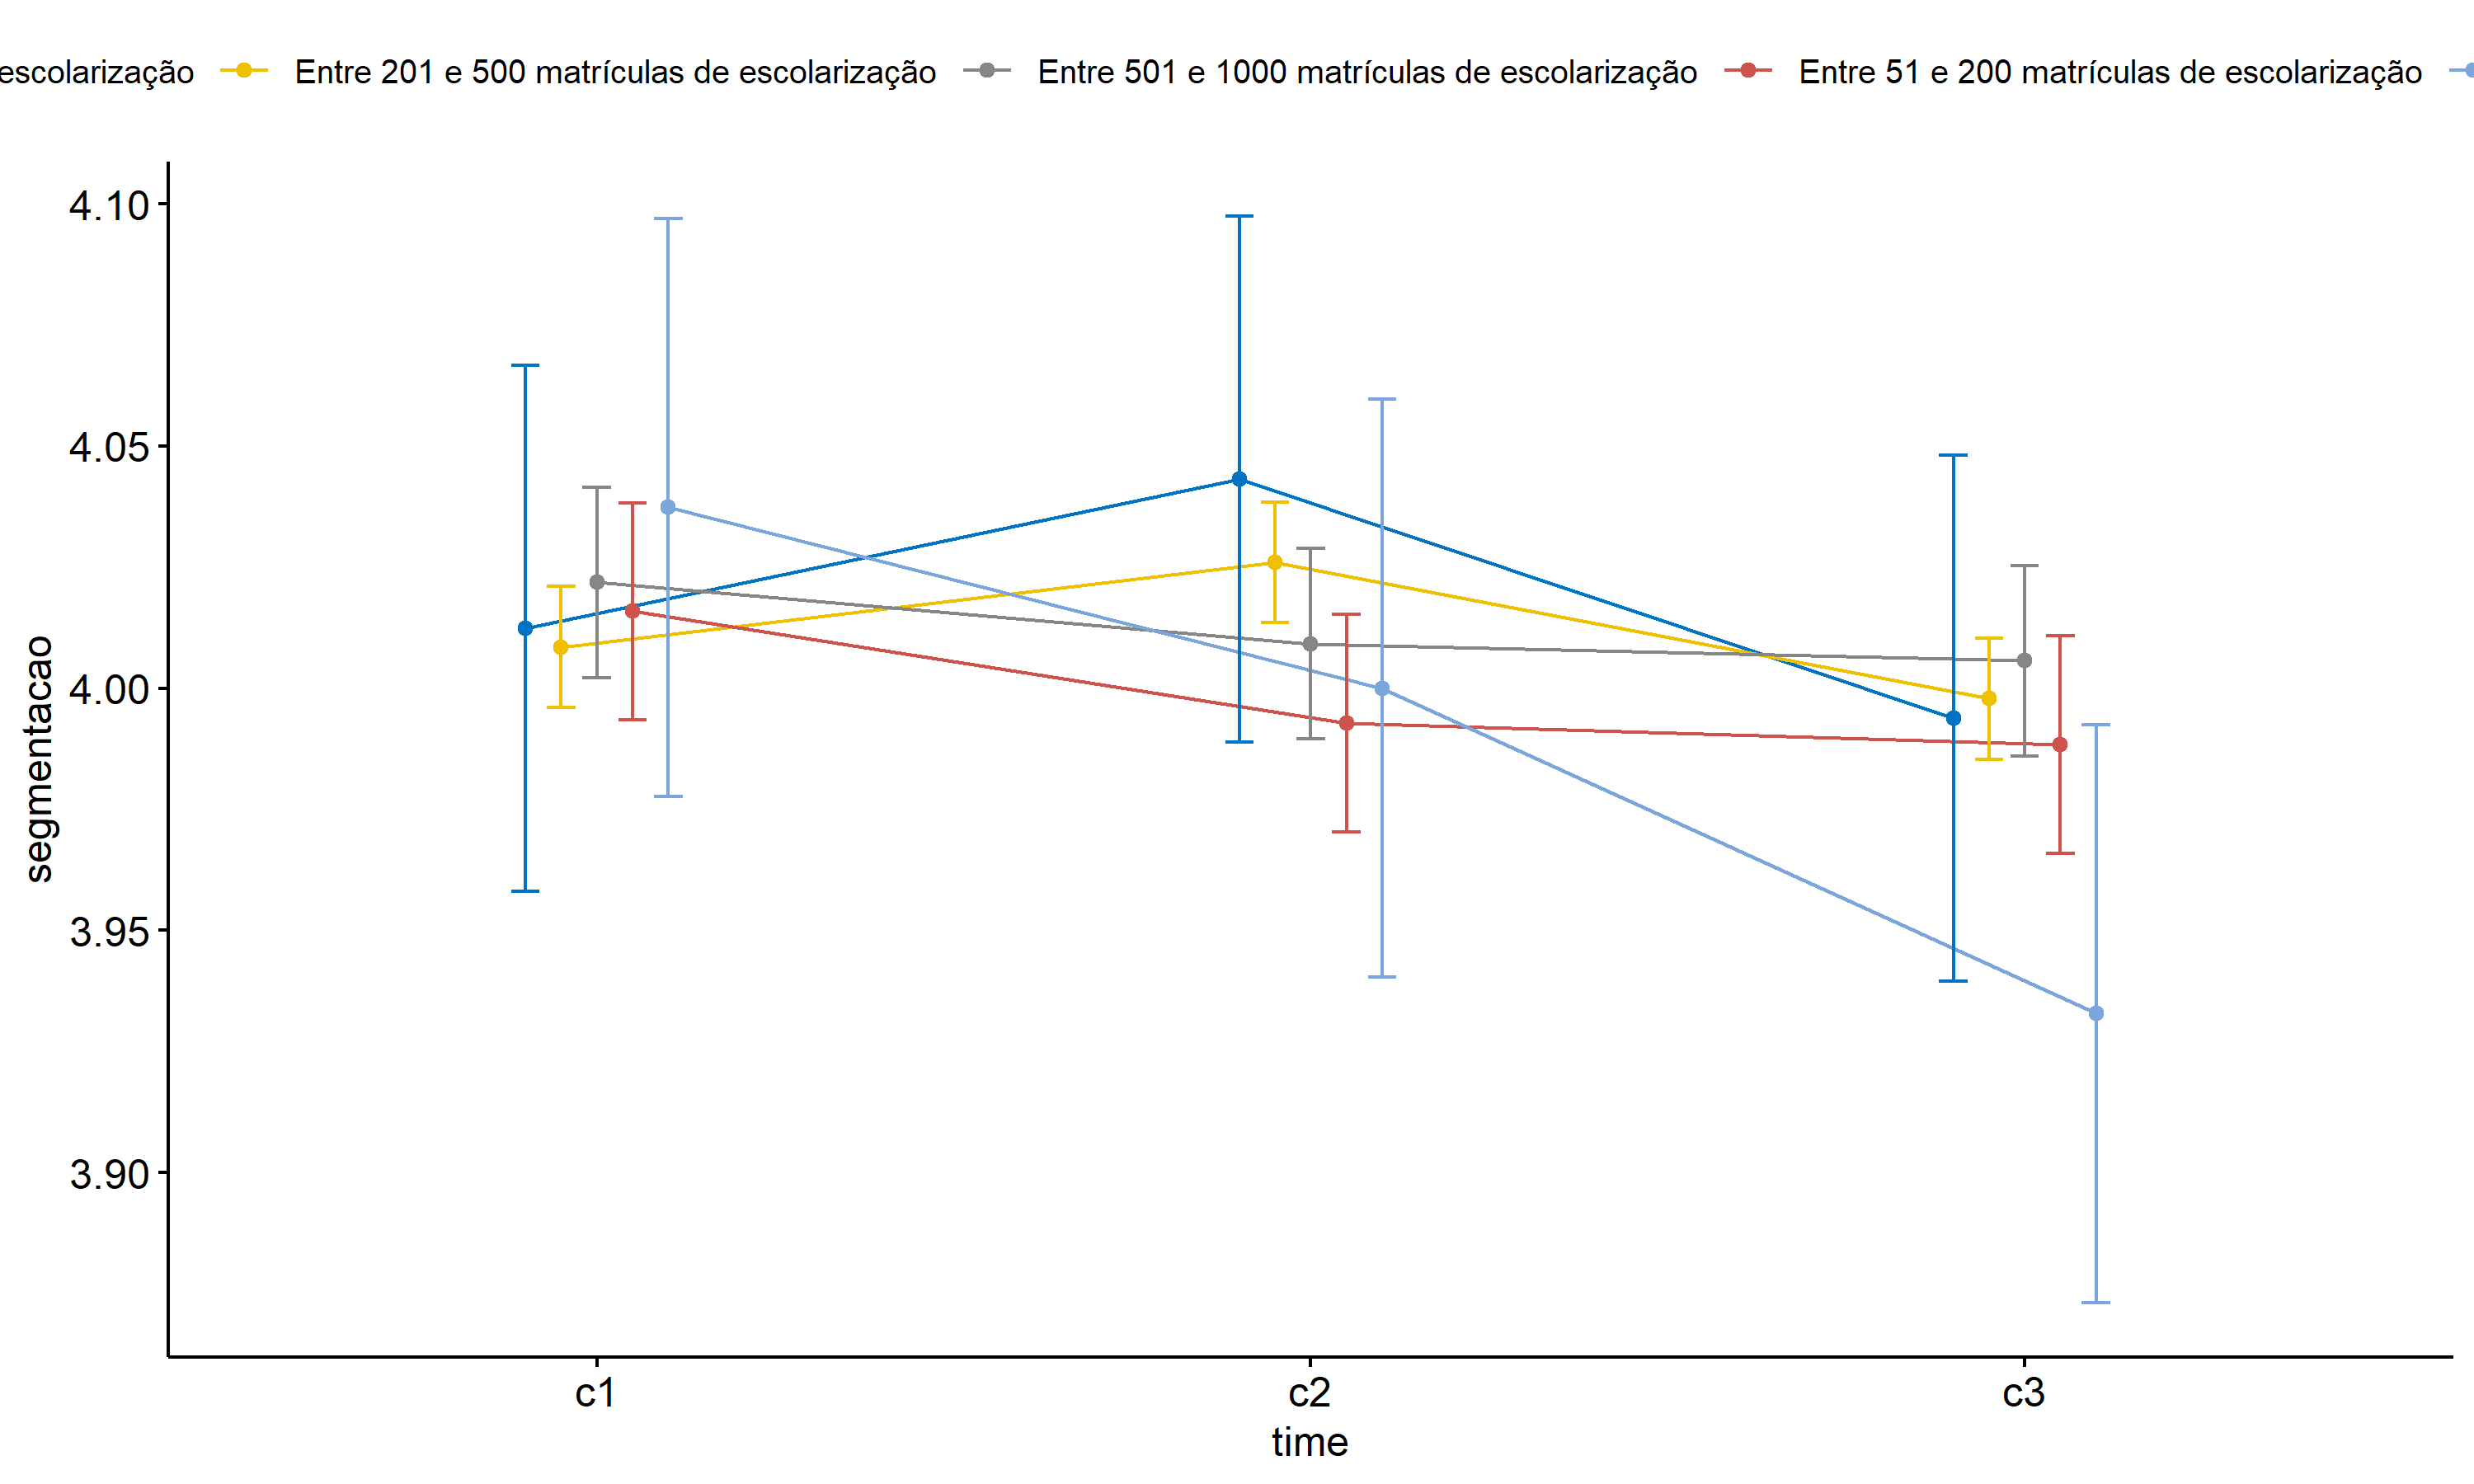 escolarização Entre 201 e 500 matrículas de escolarização Entre 501 e 1000 matrículas de escolarização Entre 51 e 200 matrículas de escolarização
4.10
4.05
4.00
3.95
3.90
segmentacao
c1 c2 c3
time